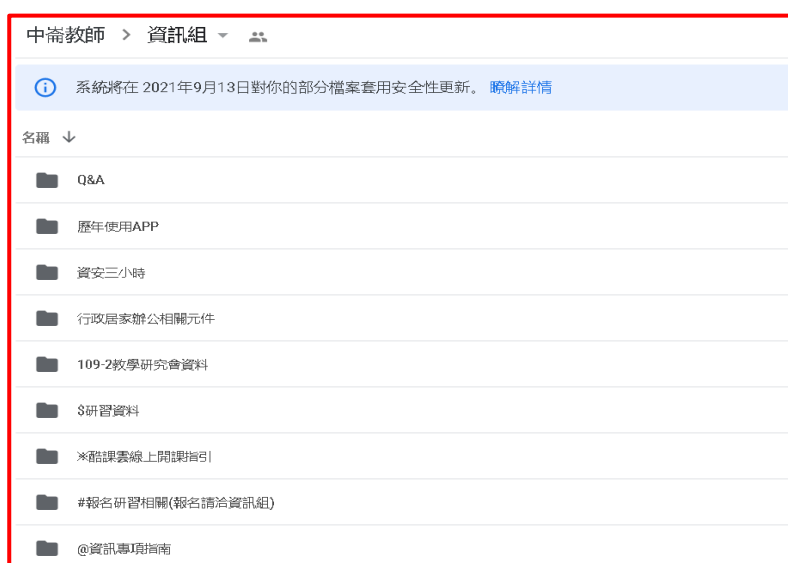 中崙教師 > 資訊組
系統將在 2021年9月13日對你的部分檔案套用安全性更新。 瞭解詳情
名稱 ↓
Q&A
歷年使用APP
資安三小時
行政居家辦公相關元件
109-2教學研究會資料
$研習資料
※酷課雲線上開課指引
#報名研習相關(報名請洽資訊組)
@資訊專項指南